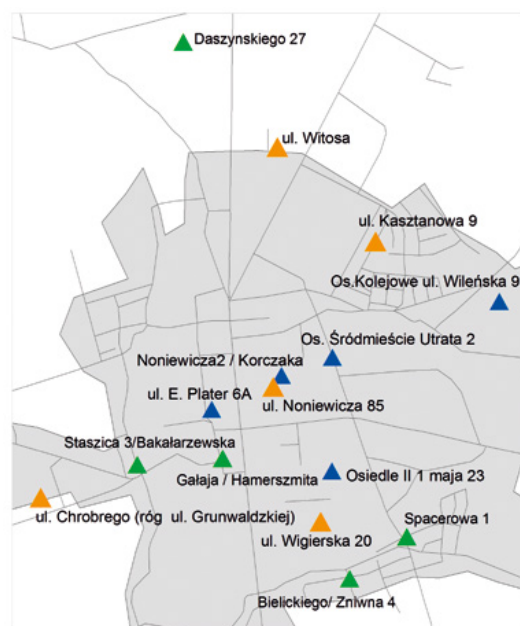 Daszynskiego 27
ul. Witosa
ul. Kasztanowa 9
Os.Kolejowe ul. Wileńska 9
Os. Śródmieście Utrata 2
Noniewicza2 / Korczaka
ul. E. Plater 6A
ul. Noniewicza 85
Staszica 3/Bakałarzewska
Gałaja / Hamerszmita
Osiedle II 1 maja 23
ul. Chrobrego (róg ul. Grunwaldzkiej)
Spacerowa 1
ul. Wigierska 20
Bielickiego/ Zniwna 4